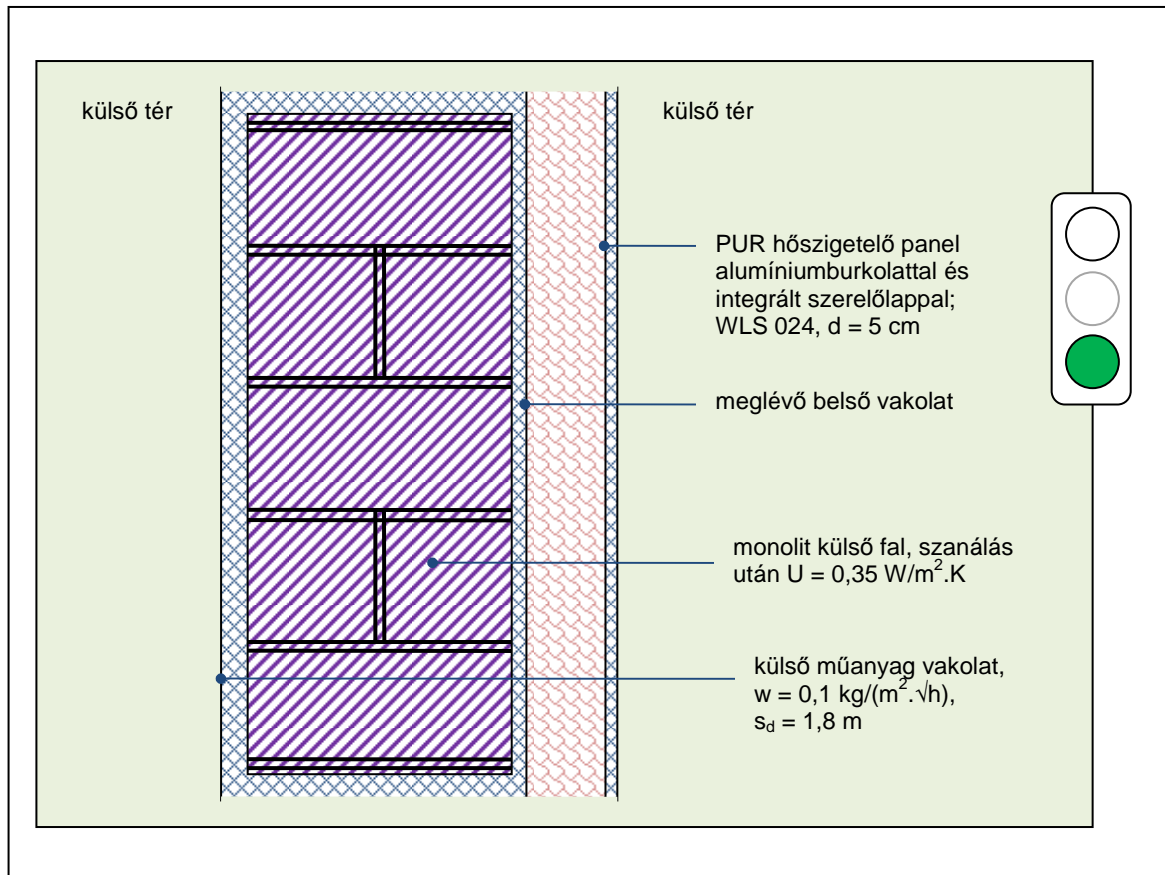 külső tér
külső tér
PUR hőszigetelő panel
alumíniumburkolattal és
integrált szerelőlappal;
WLS 024, d = 5 cm
meglévő belső vakolat
monolit külső fal, szanálás
után U = 0,35 W/m².K
külső műanyag vakolat,
w = 0,1 kg/(m².√h),
s_d = 1,8 m